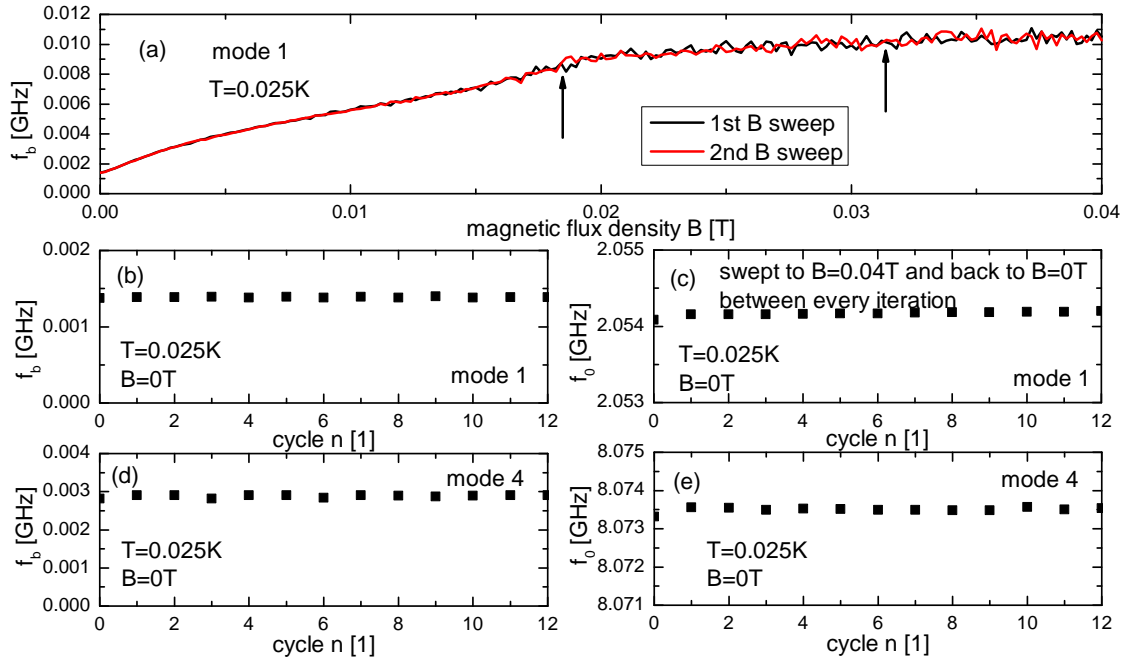 0.012
0.010
0.008
0.006
0.004
0.002
0.000
f_b [GHz]
(a)
mode 1
T=0.025K
1st B sweep
2nd B sweep
0.00 0.01 0.02 0.03 0.04
magnetic flux density B [T]
0.002
0.001
0.000
f_b [GHz]
(b)
T=0.025K
B=0T
mode 1
0 2 4 6 8 10 12
cycle n [1]
2.055
2.054
2.053
f_0 [GHz]
(c)
swept to B=0.04T and back to B=0T
between every iteration
T=0.025K
B=0T
mode 1
0 2 4 6 8 10 12
cycle n [1]
0.004
0.003
0.002
0.001
0.000
f_b [GHz]
(d)
mode 4
T=0.025K
B=0T
0 2 4 6 8 10 12
cycle n [1]
8.075
8.074
8.073
8.072
8.071
f_0 [GHz]
(e)
mode 4
T=0.025K
B=0T
0 2 4 6 8 10 12
cycle n [1]